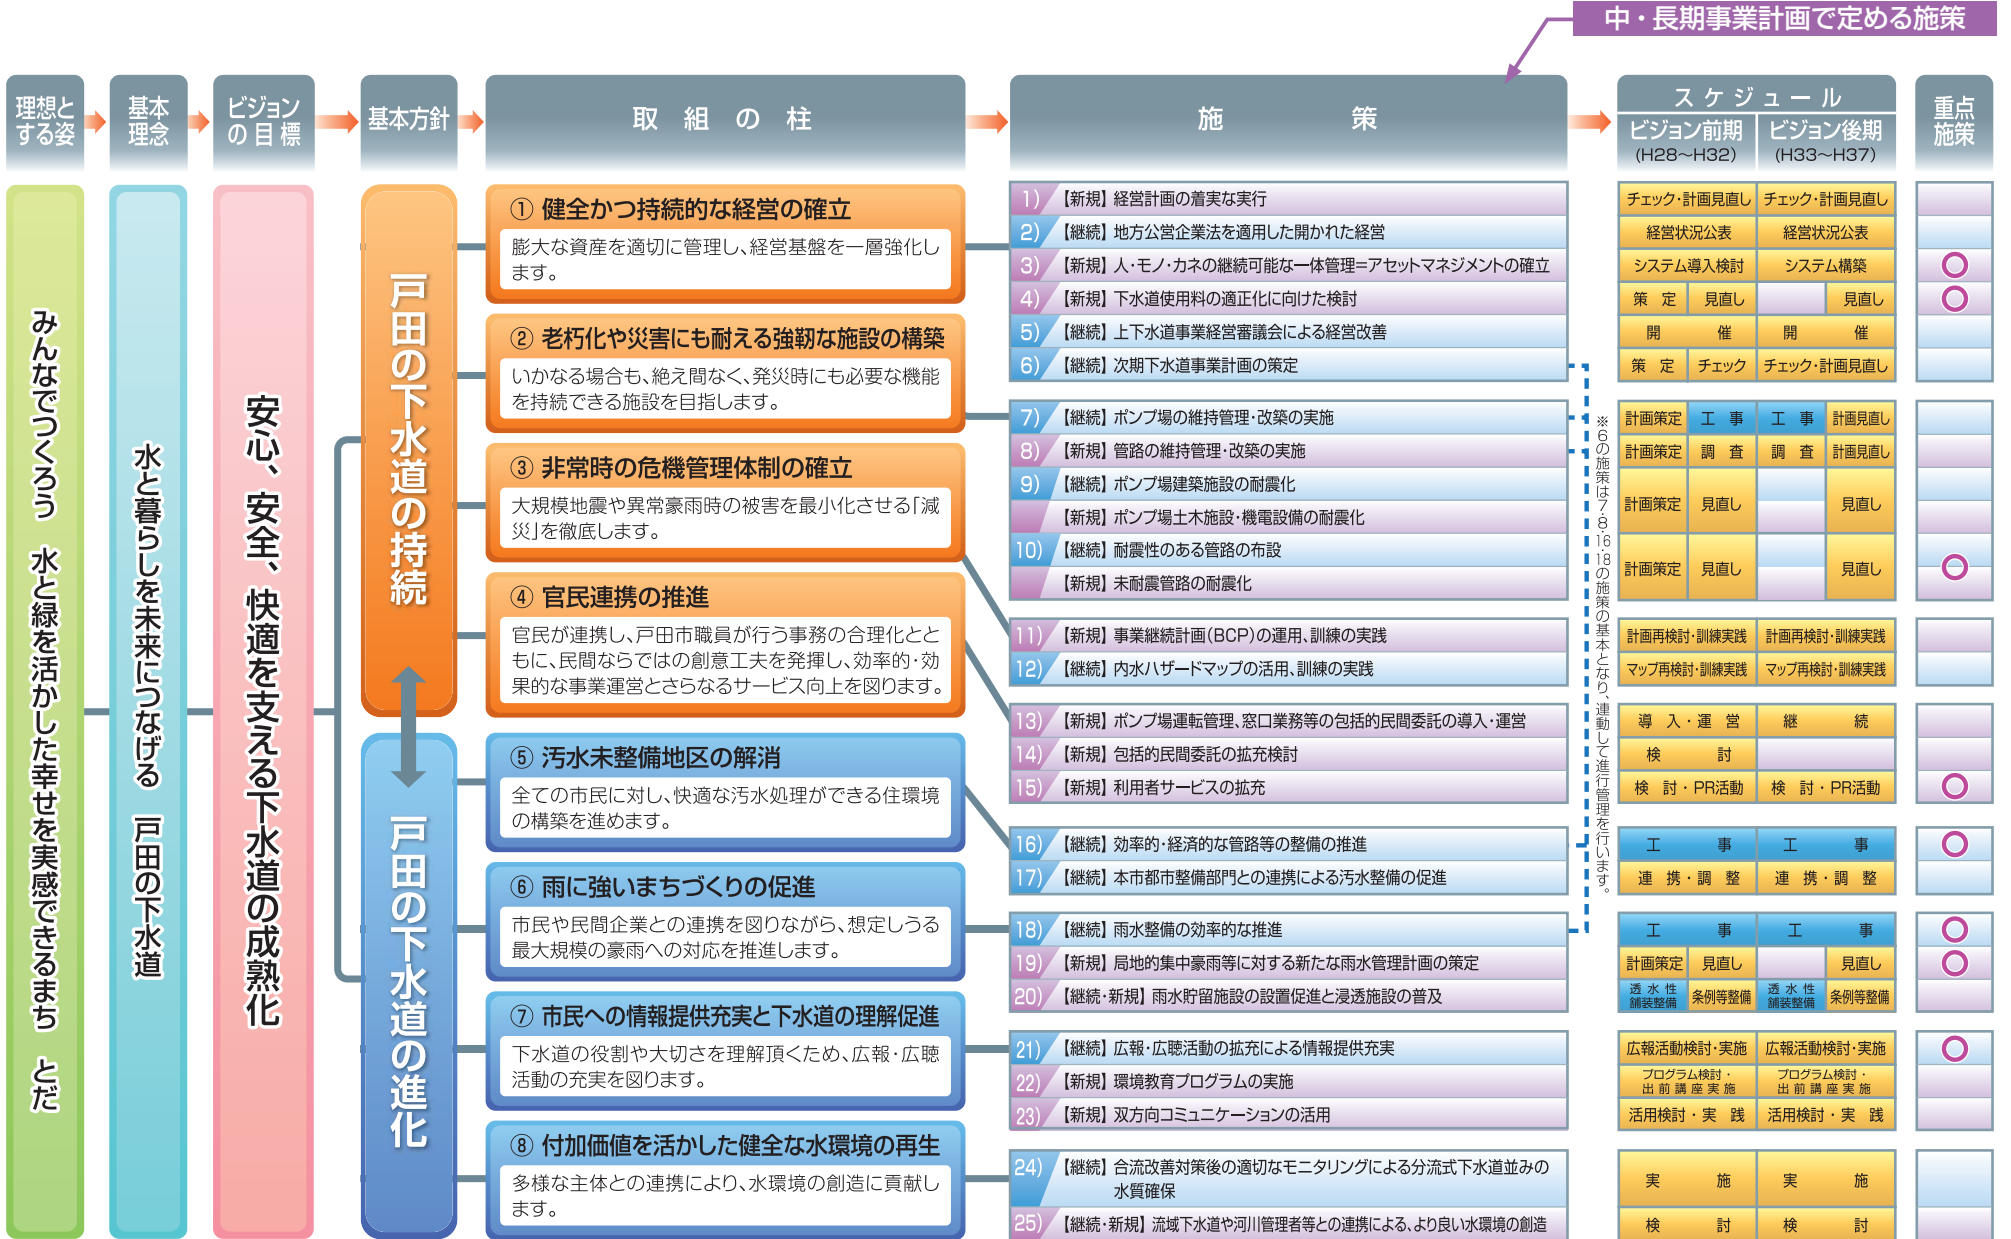 中・長期事業計画で定める施策
理想と
する姿
基本
理念
ビジョン
の目標
基本方針
取組の柱
施策
スケジュール
ビジョン前期
(H28～H32)
ビジョン後期
(H33～H37)
重点
施策
みんなでつくろう　水と緑を活かした幸せを実感できるまち　とだ
水と暮らしを未来につなげる　戸田の下水道
安心、安全、快適を支える下水道の成熟化
戸田の下水道の持続
戸田の下水道の進化
① 健全かつ持続的な経営の確立
膨大な資産を適切に管理し、経営基盤を一層強化し
ます。
② 老朽化や災害にも耐える強靭な施設の構築
いかなる場合も、絶え間なく、発災時にも必要な機能
を持続できる施設を目指します。
③ 非常時の危機管理体制の確立
大規模地震や異常豪雨時の被害を最小化させる「減
災」を徹底します。
④ 官民連携の推進
官民が連携し、戸田市職員が行う事務の合理化とと
もに、民間ならではの創意工夫を発揮し、効率的・効
果的な事業運営とさらなるサービス向上を図ります。
⑤ 汚水未整備地区の解消
全ての市民に対し、快適な汚水処理ができる住環境
の構築を進めます。
⑥ 雨に強いまちづくりの促進
市民や民間企業との連携を図りながら、想定しうる
最大規模の豪雨への対応を推進します。
⑦ 市民への情報提供充実と下水道の理解促進
下水道の役割や大切さを理解頂くため、広報・広聴
活動の充実を図ります。
⑧ 付加価値を活かした健全な水環境の再生
多様な主体との連携により、水環境の創造に貢献し
ます。
1) 【新規】 経営計画の着実な実行 チェック・計画見直し チェック・計画見直し
2) 【継続】 地方公営企業法を適用した開かれた経営 経営状況公表 経営状況公表
3) 【新規】 人・モノ・カネの継続可能な一体管理＝アセットマネジメントの確立 システム導入検討 システム構築 ○
4) 【新規】 下水道使用料の適正化に向けた検討 策定 見直し 見直し ○
5) 【継続】 上下水道事業経営審議会による経営改善 開催 開催
6) 【継続】 次期下水道事業計画の策定 策定 チェック チェック・計画見直し
7) 【継続】 ポンプ場の維持管理・改築の実施 計画策定 工事 工事 計画見直し
8) 【新規】 管路の維持管理・改築の実施 計画策定 調査 調査 計画見直し
9) 【継続】 ポンプ場建築施設の耐震化
【新規】 ポンプ場土木施設・機電設備の耐震化 計画策定 見直し 見直し
10) 【継続】 耐震性のある管路の布設
【新規】 未耐震管路の耐震化 計画策定 見直し 見直し ○
11) 【新規】 事業継続計画(BCP)の運用、訓練の実践 計画再検討・訓練実践 計画再検討・訓練実践
12) 【継続】 内水ハザードマップの活用、訓練の実践 マップ再検討・訓練実践 マップ再検討・訓練実践
13) 【新規】 ポンプ場運転管理、窓口業務等の包括的民間委託の導入・運営 導入・運営 継続
14) 【新規】 包括的民間委託の拡充検討 検討
15) 【新規】 利用者サービスの拡充 検討・PR活動 検討・PR活動 ○
16) 【継続】 効率的・経済的な管路等の整備の推進 工事 工事 ○
17) 【継続】 本市都市整備部門との連携による汚水整備の促進 連携・調整 連携・調整
18) 【継続】 雨水整備の効率的な推進 工事 工事 ○
19) 【新規】 局地的集中豪雨等に対する新たな雨水管理計画の策定 計画策定 見直し 見直し ○
20) 【継続・新規】 雨水貯留施設の設置促進と浸透施設の普及 透水性舗装整備 条例等整備 透水性舗装整備 条例等整備
21) 【継続】 広報・広聴活動の拡充による情報提供充実 広報活動検討・実施 広報活動検討・実施 ○
22) 【新規】 環境教育プログラムの実施 プログラム検討・出前講座実施 プログラム検討・出前講座実施
23) 【新規】 双方向コミュニケーションの活用 活用検討・実践 活用検討・実践
24) 【継続】 合流改善対策後の適切なモニタリングによる分流式下水道並みの
水質確保 実施 実施
25) 【継続・新規】 流域下水道や河川管理者等との連携による、より良い水環境の創造 検討 検討
※6の施策は7・8・16・18の施策の基本となり、連動して進行管理を行います。